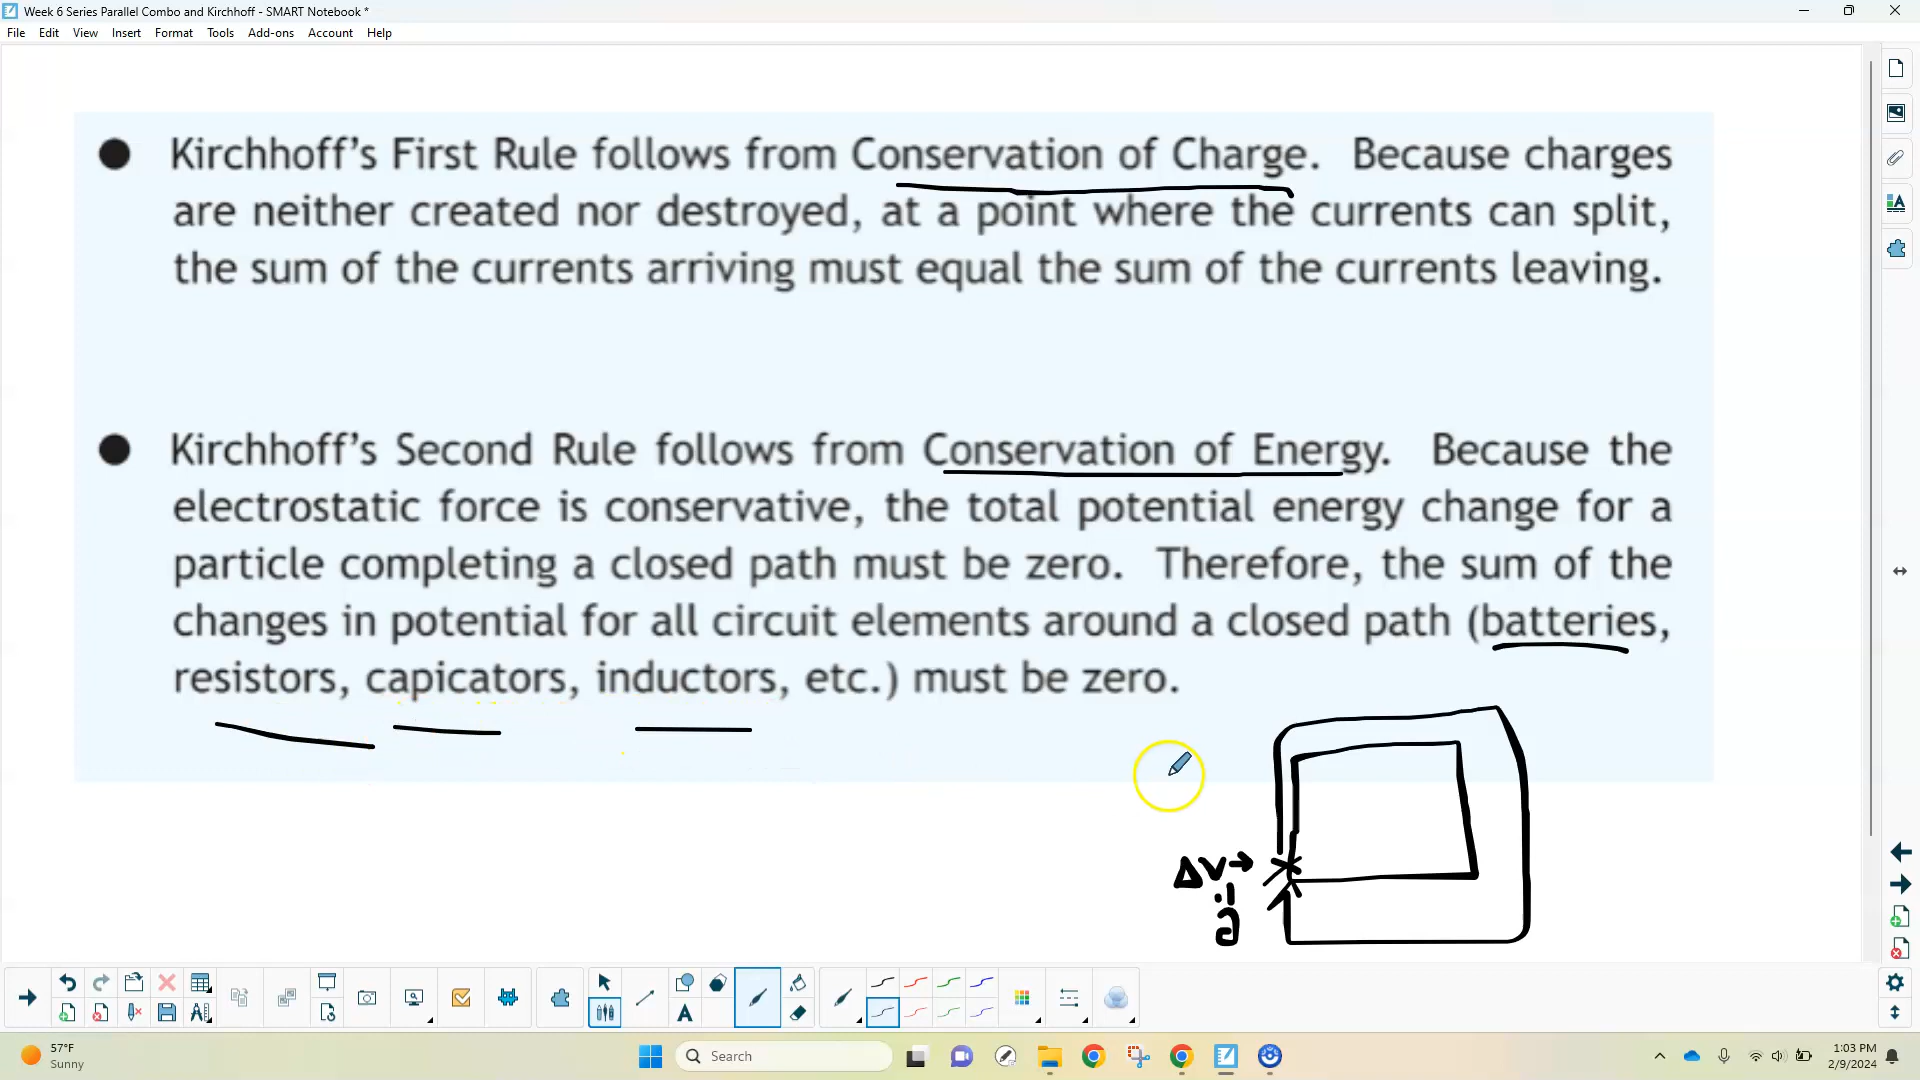 Week 6 Series Parallel Combo and Kirchhoff - SMART Notebook *
File Edit View Insert Format Tools Add-ons Account Help
● Kirchhoff's First Rule follows from Conservation of Charge. Because charges
are neither created nor destroyed, at a point where the currents can split,
the sum of the currents arriving must equal the sum of the currents leaving.
● Kirchhoff's Second Rule follows from Conservation of Energy. Because the
electrostatic force is conservative, the total potential energy change for a
particle completing a closed path must be zero. Therefore, the sum of the
changes in potential for all circuit elements around a closed path (batteries,
resistors, capicators, inductors, etc.) must be zero.
ΔV→
57°F
Sunny
Search
1:03 PM
2/9/2024